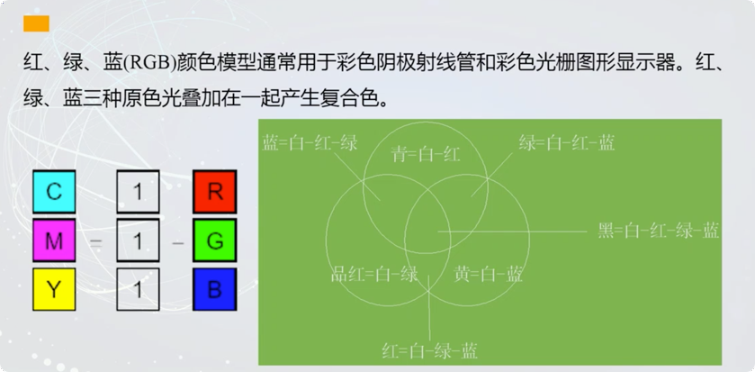 红、绿、蓝(RGB)颜色模型通常用于彩色阴极射线管和彩色光栅图形显示器。红、
绿、蓝三种原色光叠加在一起产生复合色。
蓝=白-红-绿
青=白-红
绿=白-红-蓝
C 1 R
M = 1 - G
Y 1 B
黑=白-红-绿-蓝
品红=白-绿
黄=白-蓝
红=白-绿-蓝